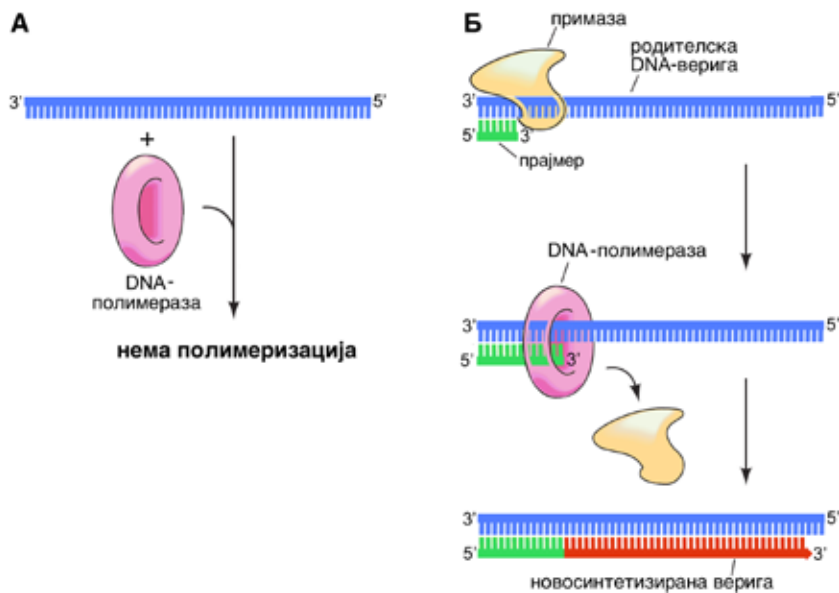 А
3' 5'
+
DNA-
полимераза
нема полимеризација
Б
примаза
родителска
DNA-верига
3' 5'
5' 3'
прајмер
DNA-полимераза
3' 5'
5' 3'
3' 5'
5' 3'
новосинтетизирана верига